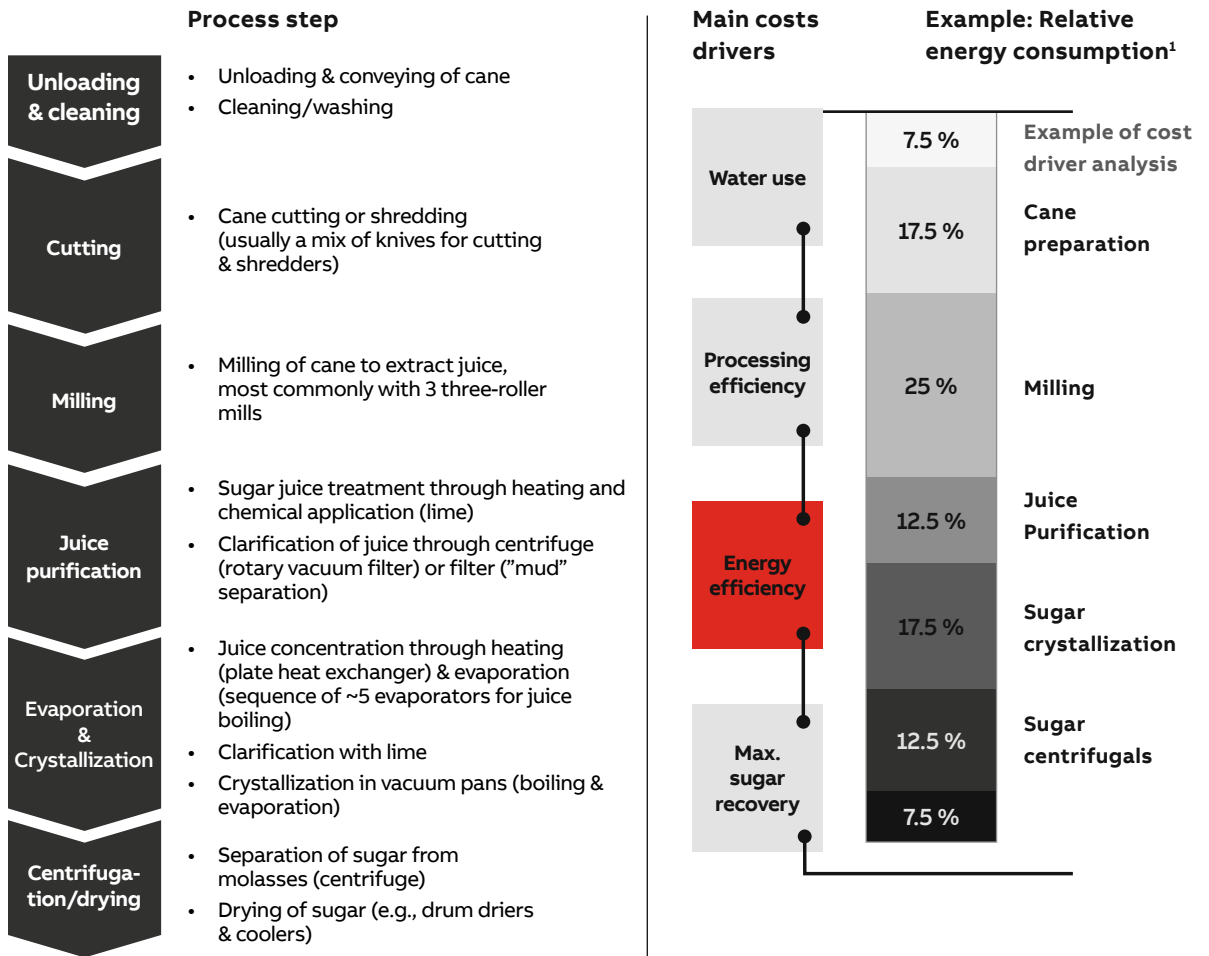 Process step
Unloading
& cleaning
• Unloading & conveying of cane
• Cleaning/washing
Cutting
• Cane cutting or shredding
(usually a mix of knives for cutting
& shredders)
Milling
• Milling of cane to extract juice,
most commonly with 3 three-roller
mills
Juice
purification
• Sugar juice treatment through heating and
chemical application (lime)
• Clarification of juice through centrifuge
(rotary vacuum filter) or filter (”mud”
separation)
Evaporation
&
Crystallization
• Juice concentration through heating
(plate heat exchanger) & evaporation
(sequence of ~5 evaporators for juice
boiling)
• Clarification with lime
• Crystallization in vacuum pans (boiling &
evaporation)
Centrifuga-
tion/drying
• Separation of sugar from
molasses (centrifuge)
• Drying of sugar (e.g., drum driers
& coolers)
Main costs
drivers
Water use
Processing
efficiency
Energy
efficiency
Max.
sugar
recovery
Example: Relative
energy consumption¹
7.5 %
Example of cost
driver analysis
17.5 %
Cane
preparation
25 %
Milling
12.5 %
Juice
Purification
17.5 %
Sugar
crystallization
12.5 %
Sugar
centrifugals
7.5 %